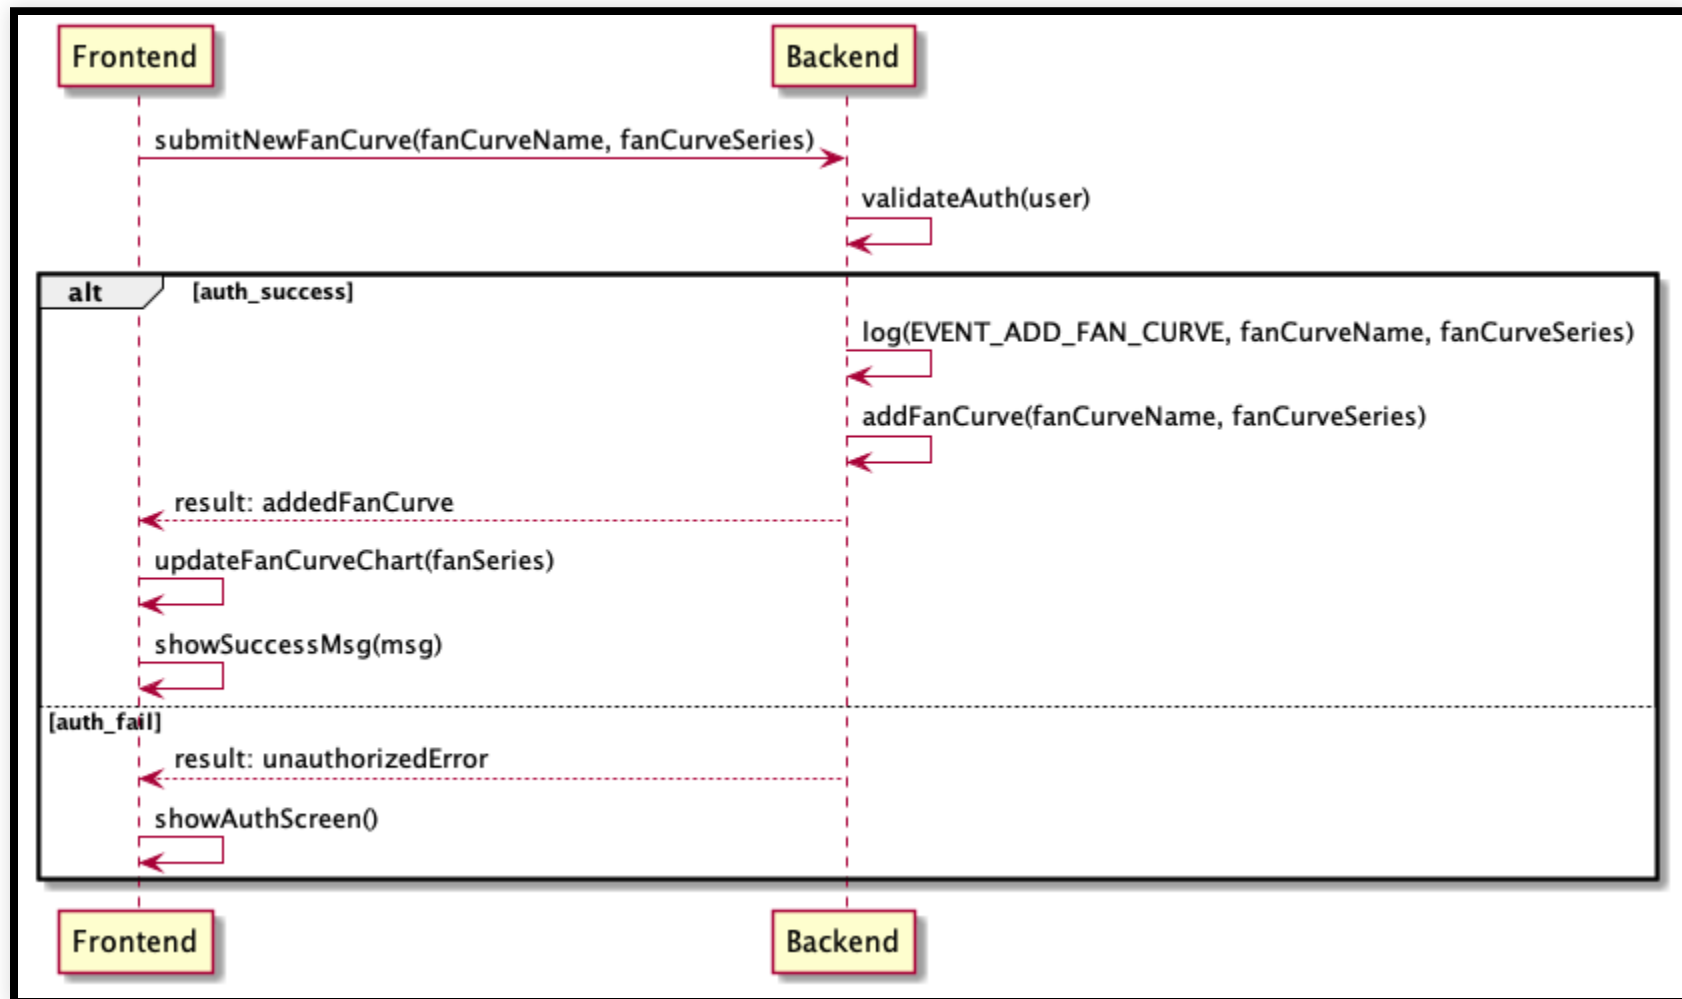 Frontend
Backend
submitNewFanCurve(fanCurveName, fanCurveSeries)
validateAuth(user)
alt
[auth_success]
log(EVENT_ADD_FAN_CURVE, fanCurveName, fanCurveSeries)
addFanCurve(fanCurveName, fanCurveSeries)
result: addedFanCurve
updateFanCurveChart(fanSeries)
showSuccessMsg(msg)
[auth_fail]
result: unauthorizedError
showAuthScreen()
Frontend
Backend